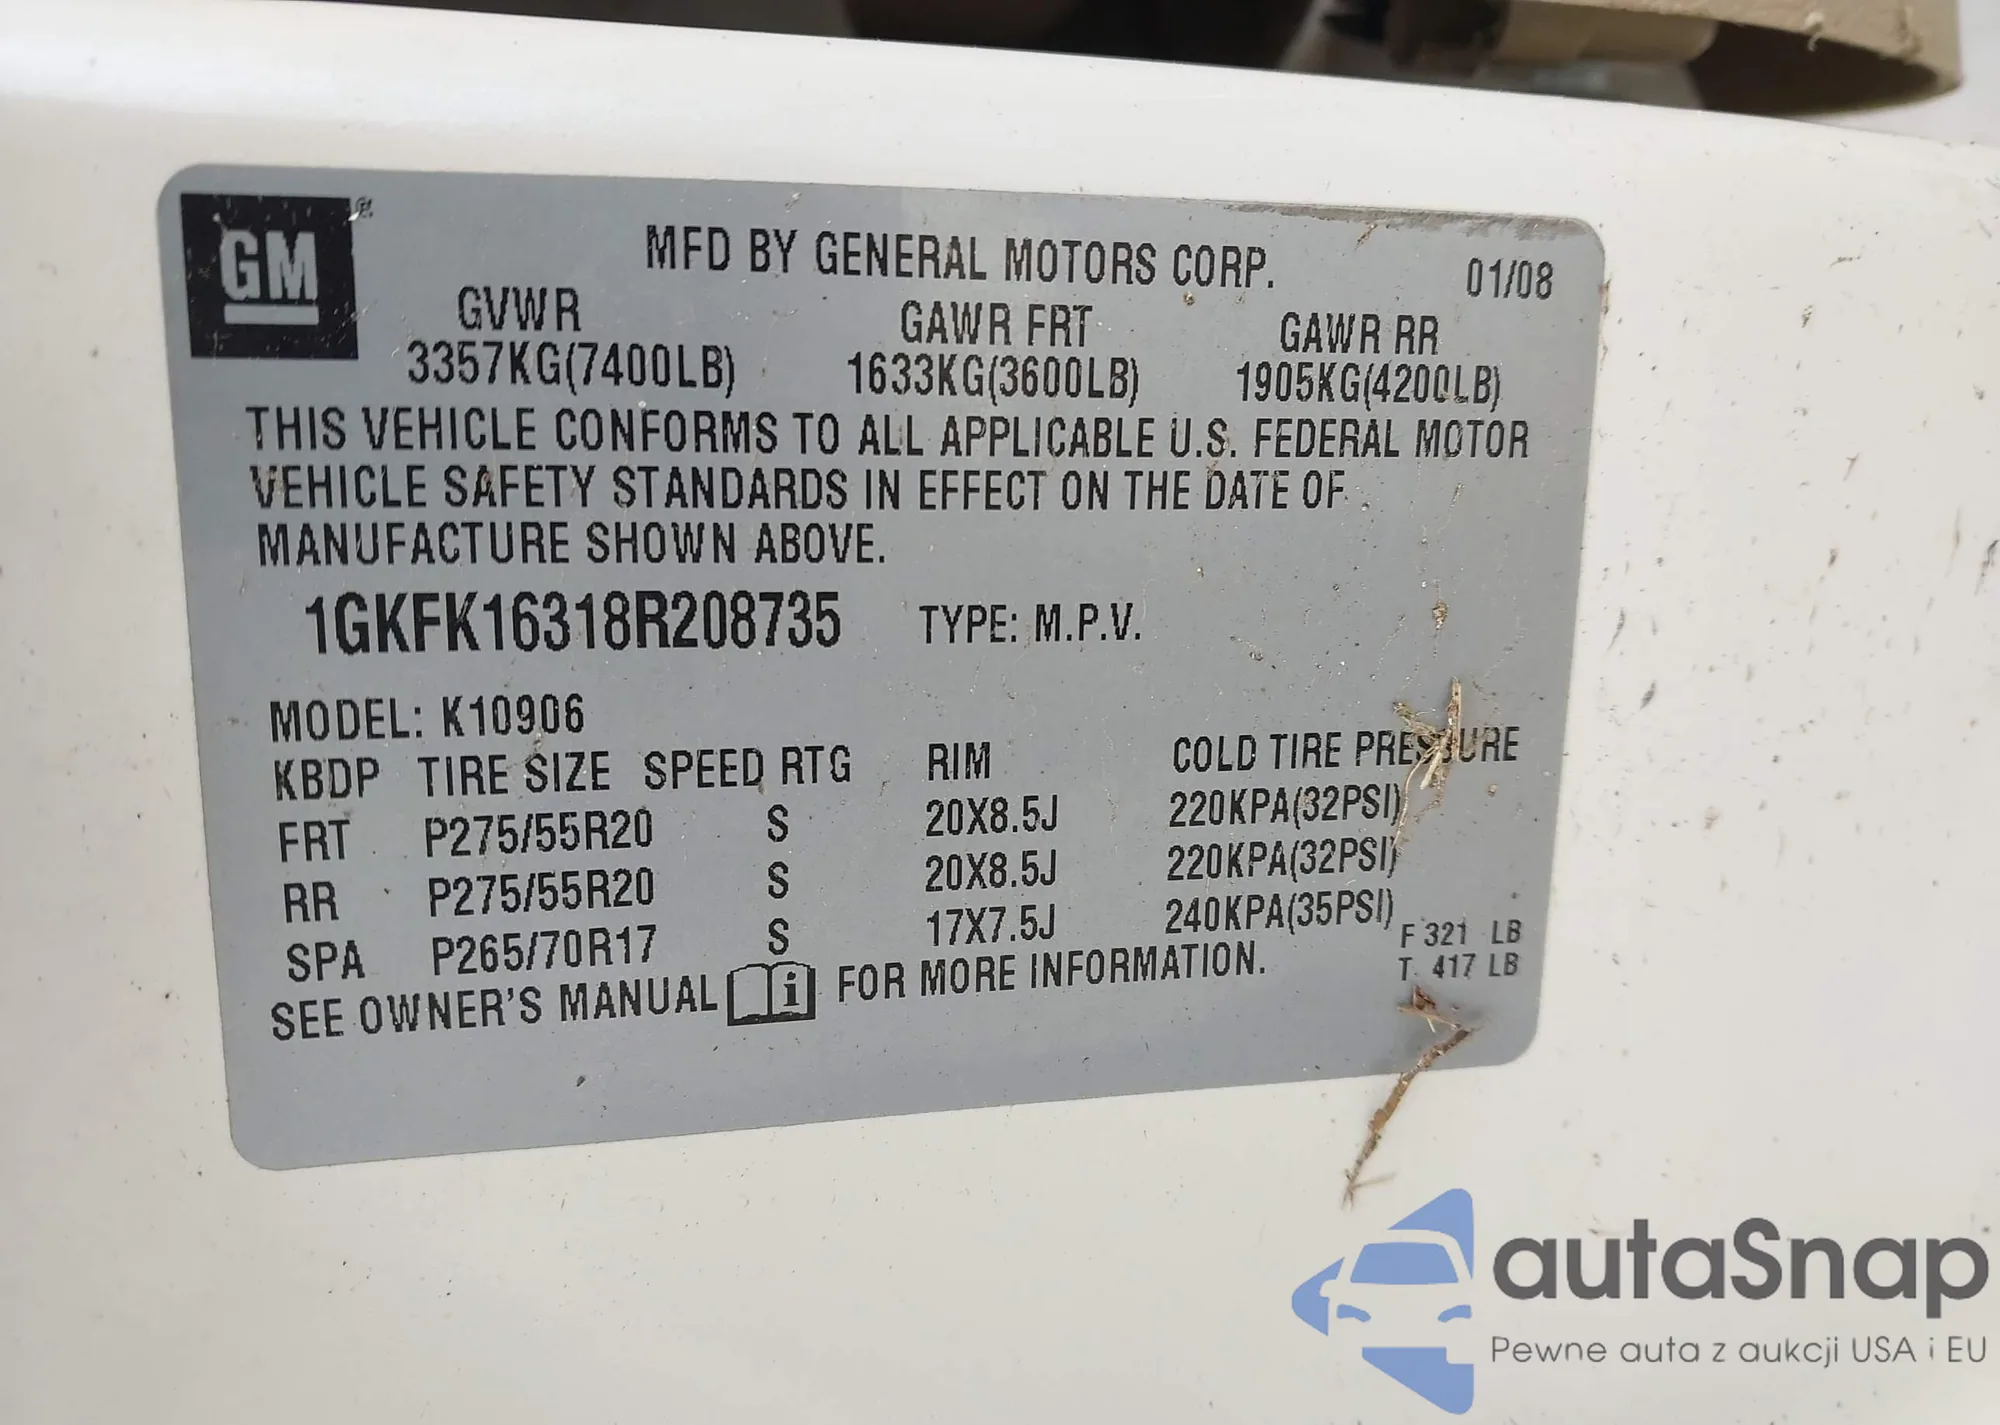 GM ®
MFD BY GENERAL MOTORS CORP. 01/08
GVWR GAWR FRT GAWR RR
3357KG(7400LB) 1633KG(3600LB) 1905KG(4200LB)
THIS VEHICLE CONFORMS TO ALL APPLICABLE U.S. FEDERAL MOTOR
VEHICLE SAFETY STANDARDS IN EFFECT ON THE DATE OF
MANUFACTURE SHOWN ABOVE.
1GKFK16318R208735 TYPE: M.P.V.
MODEL: K10906
KBDP TIRE SIZE SPEED RTG RIM COLD TIRE PRESSURE
FRT P275/55R20 S 20X8.5J 220KPA(32PSI)
RR P275/55R20 S 20X8.5J 220KPA(32PSI)
SPA P265/70R17 S 17X7.5J 240KPA(35PSI)
F 321 LB
T 417 LB
SEE OWNER'S MANUAL i FOR MORE INFORMATION.
autaSnap
Pewne auta z aukcji USA i EU